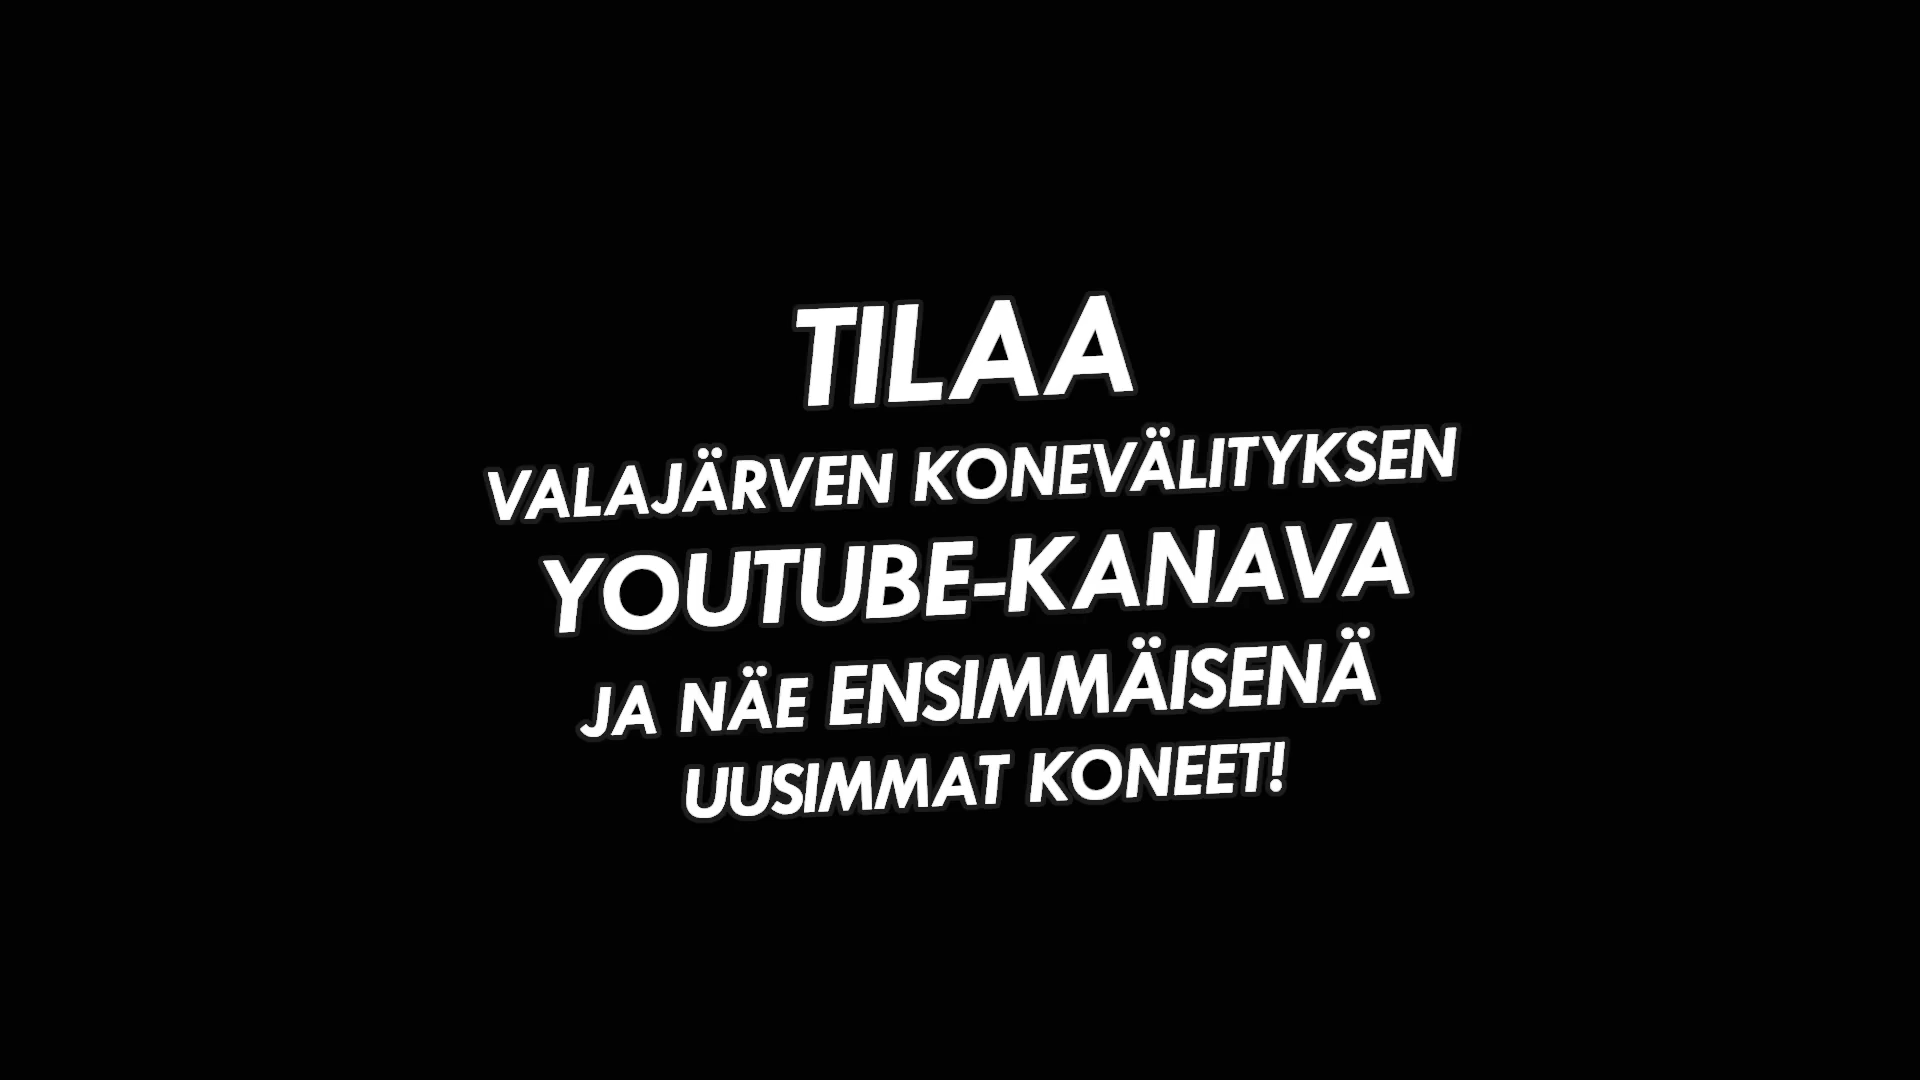 TILAA
VALAJÄRVEN KONEVÄLITYKSEN
YOUTUBE-KANAVA
JA NÄE ENSIMMÄISENÄ
UUSIMMAT KONEET!